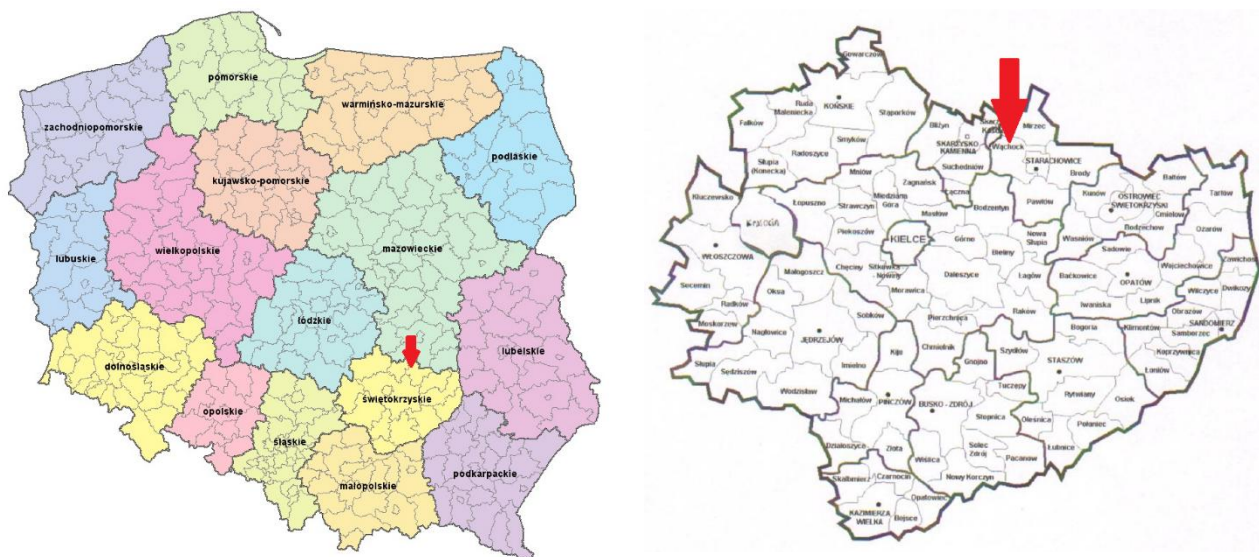 pomorskie
warmińsko-mazurskie
zachodniopomorskie
podlaskie
kujawsko-pomorskie
mazowieckie
wielkopolskie
lubuskie
łódzkie
lubelskie
dolnośląskie
świętokrzyskie
opolskie
śląskie
podkarpackie
małopolskie
Gowarczów
Ruda
Maleniecka
KOŃSKIE
Stąporków
Fałków
Smyków
Radoszyce
Słupia
(Konecka)
Bliżyn
SKARŻYSKO
KAMIENNA
Mirzec
Wąchock
STARACHOWICE
Suchedniów
Brody
Mniów
Zagnańsk
Łączna
Bodzentyn
Pawłów
Kunów
Bałtów
OSTROWIEC
ŚWIĘTOKRZYSKI
Ćmielów
Tarłów
Bodzechów
Ożarów
Kluczewsko
Łopuszno
Strawczyn
Miedziana
Góra
Masłów
Nowa
Słupia
Waśniów
Sadowie
Piekoszów
KIELCE
Górno
Bieliny
WŁOSZCZOWA
Małogoszcz
Chęciny
Sitkówka
Nowiny
Daleszyce
Łagów
Baćkowice
OPATÓW
Wojciechowice
Zawichost
Secemin
Oksa
Morawica
Iwaniska
Lipnik
Wilczyce
Dwikozy
Radków
Moskorzew
Nagłowice
Sobków
Pierzchnica
Raków
Obrazów
SANDOMIERZ
Samborzec
JĘDRZEJÓW
Bogoria
Klimontów
Słupia
Sędziszów
Imielno
Kije
Chmielnik
Gnojno
Szydłów
STASZÓW
Koprzywnica
Łoniów
Wodzisław
Michałów
PIŃCZÓW
BUSKO - ZDRÓJ
Tuczępy
Stopnica
Rytwiany
Osiek
Oleśnica
Połaniec
Działoszyce
Złota
Wiślica
Solec
Zdrój
Pacanów
Łubnice
Skalbmierz
Czarnocin
Nowy Korczyn
Opatowiec
KAZIMIERZA
WIELKA
Bejsce